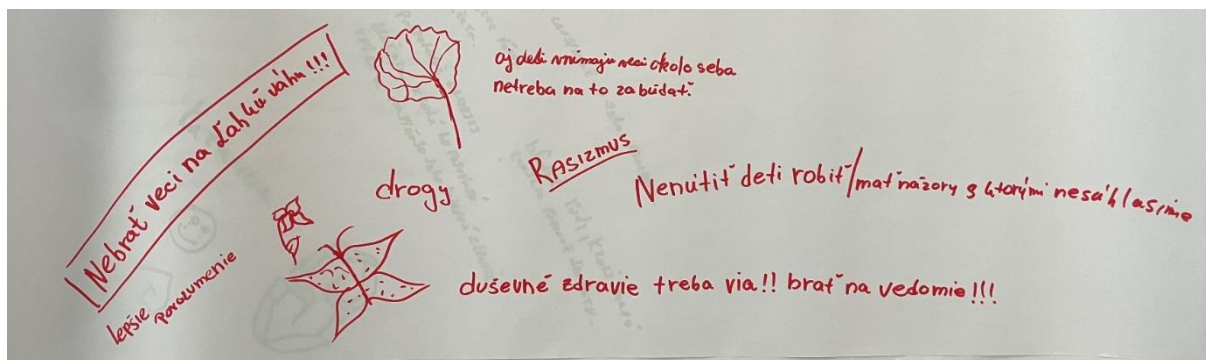 Nebrať veci na ľahkú váhu!!!
aj deti vnímajú veci okolo seba
netreba na to zabúdať.
RASIZMUS
drogy
Nenútiť deti robiť/mať názory s ktorými nesúhlasíme
lepšie
porozumenie
duševné zdravie treba via!! brať na vedomie!!!